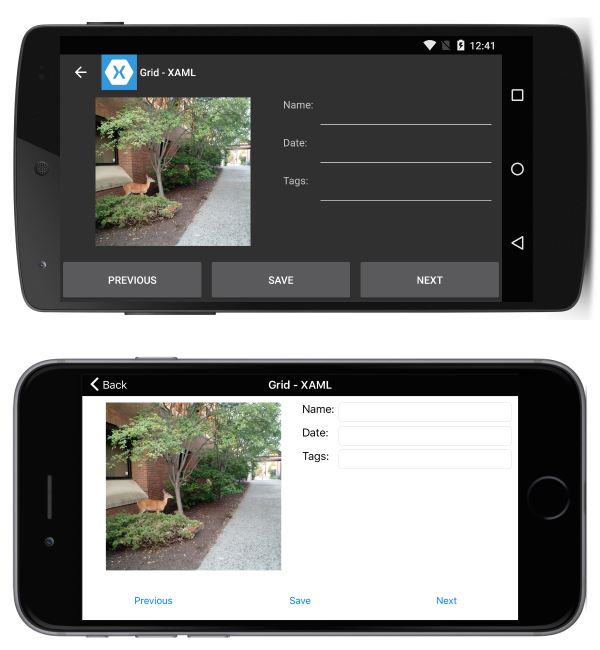 12:41
Grid - XAML
Name:
Date:
Tags:
PREVIOUS SAVE NEXT
Back Grid - XAML
Name:
Date:
Tags:
Previous Save Next